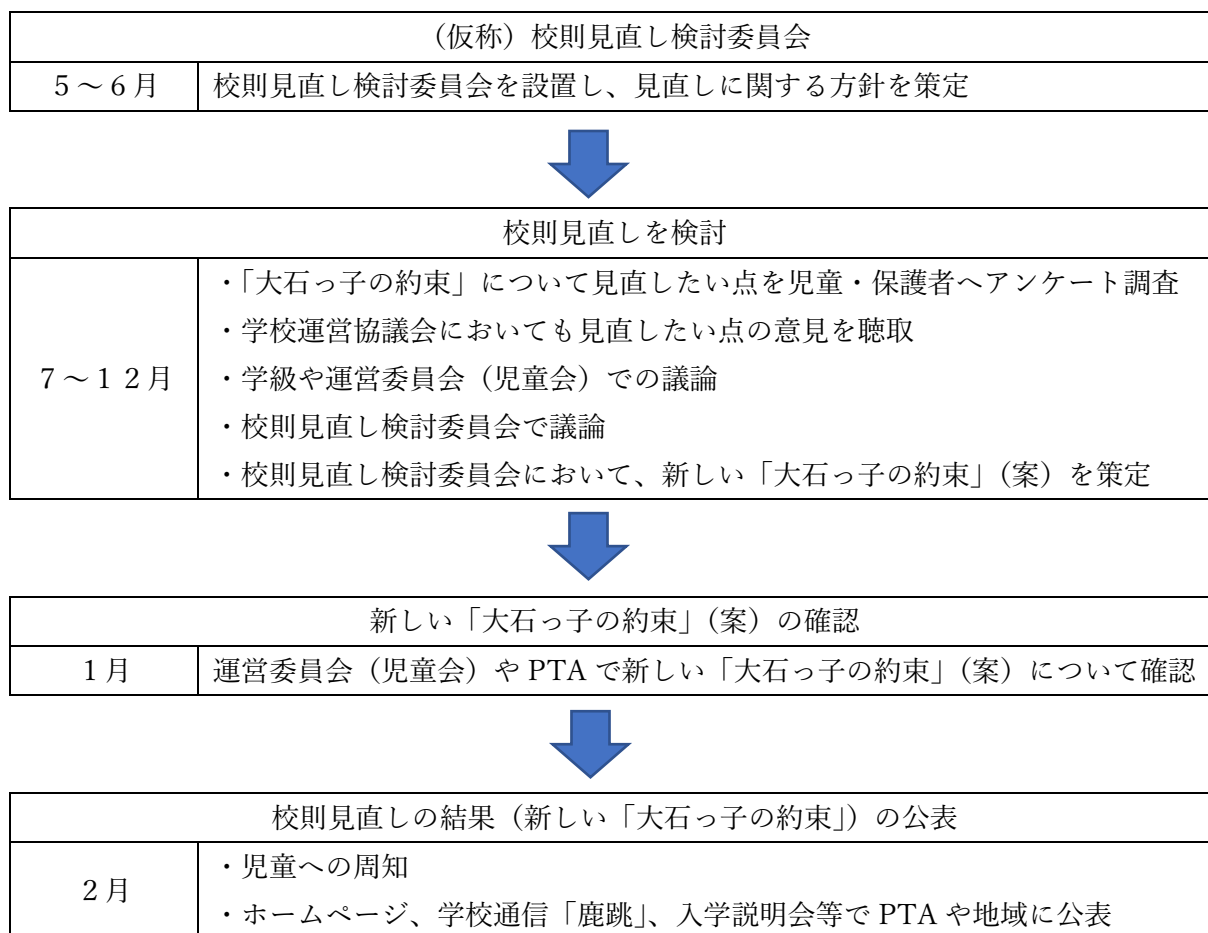 （仮称）校則見直し検討委員会
５～６月 校則見直し検討委員会を設置し、見直しに関する方針を策定
校則見直しを検討
７～１２月
・「大石っ子の約束」について見直したい点を児童・保護者へアンケート調査
・学校運営協議会においても見直したい点の意見を聴取
・学級や運営委員会（児童会）での議論
・校則見直し検討委員会で議論
・校則見直し検討委員会において、新しい「大石っ子の約束」（案）を策定
新しい「大石っ子の約束」（案）の確認
１月 運営委員会（児童会）や PTA で新しい「大石っ子の約束」（案）について確認
校則見直しの結果（新しい「大石っ子の約束」）の公表
２月
・児童への周知
・ホームページ、学校通信「鹿跳」、入学説明会等で PTA や地域に公表